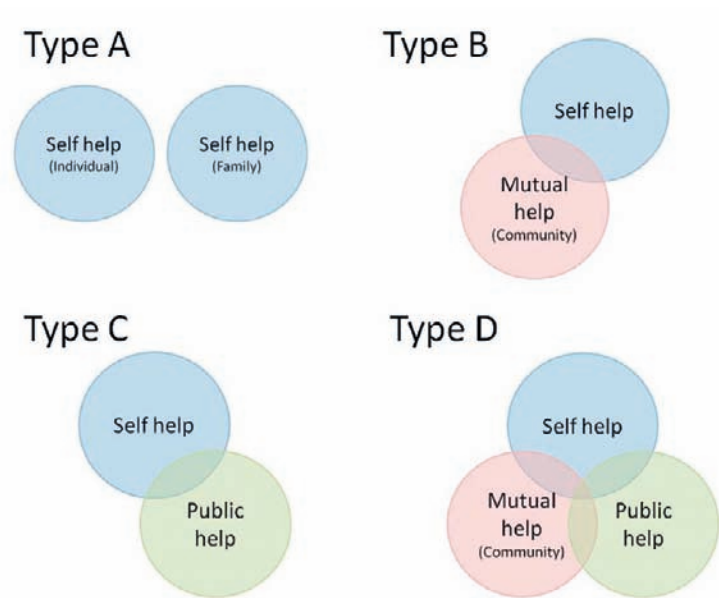 Type A
Self help
(Individual)
Self help
(Family)
Type B
Self help
Mutual
help
(Community)
Type C
Self help
Public
help
Type D
Self help
Mutual
help
(Community)
Public
help